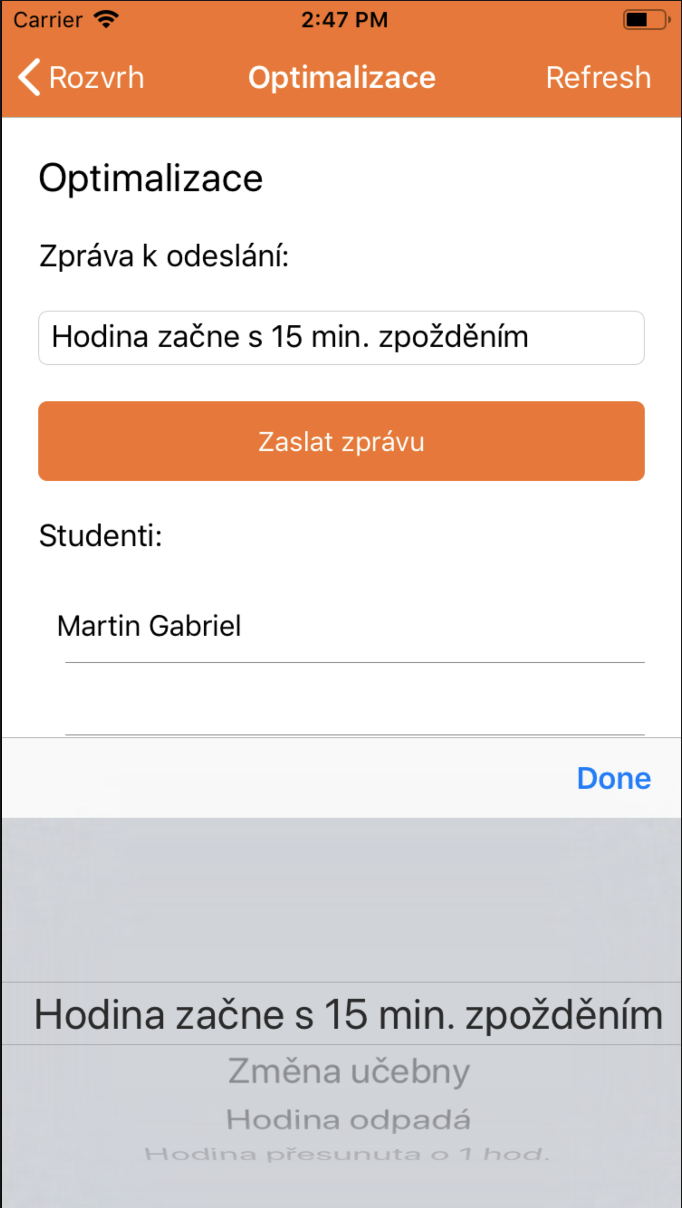 Carrier 2:47 PM
Rozvrh Optimalizace Refresh
Optimalizace
Zpráva k odeslání:
Hodina začne s 15 min. zpožděním
Zaslat zprávu
Studenti:
Martin Gabriel
Done
Hodina začne s 15 min. zpožděním
Změna učebny
Hodina odpadá
Hodina přesunuta o 1 hod.